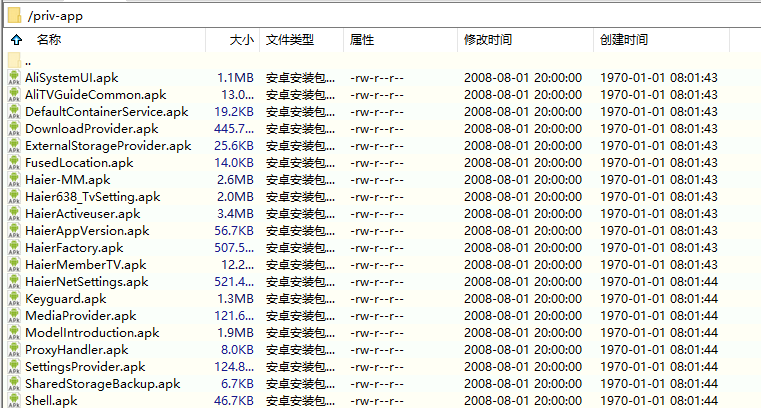 /priv-app
名称 大小 文件类型 属性 修改时间 创建时间
..
AliSystemUI.apk 1.1MB 安卓安装包... -rw-r--r-- 2008-08-01 20:00:00 1970-01-01 08:01:43
AliTVGuideCommon.apk 13.0... 安卓安装包... -rw-r--r-- 2008-08-01 20:00:00 1970-01-01 08:01:43
DefaultContainerService.apk 19.2KB 安卓安装包... -rw-r--r-- 2008-08-01 20:00:00 1970-01-01 08:01:43
DownloadProvider.apk 445.7... 安卓安装包... -rw-r--r-- 2008-08-01 20:00:00 1970-01-01 08:01:43
ExternalStorageProvider.apk 25.6KB 安卓安装包... -rw-r--r-- 2008-08-01 20:00:00 1970-01-01 08:01:43
FusedLocation.apk 14.0KB 安卓安装包... -rw-r--r-- 2008-08-01 20:00:00 1970-01-01 08:01:43
Haier-MM.apk 2.6MB 安卓安装包... -rw-r--r-- 2008-08-01 20:00:00 1970-01-01 08:01:43
Haier638_TvSetting.apk 2.0MB 安卓安装包... -rw-r--r-- 2008-08-01 20:00:00 1970-01-01 08:01:43
HaierActiveuser.apk 3.4MB 安卓安装包... -rw-r--r-- 2008-08-01 20:00:00 1970-01-01 08:01:43
HaierAppVersion.apk 56.7KB 安卓安装包... -rw-r--r-- 2008-08-01 20:00:00 1970-01-01 08:01:43
HaierFactory.apk 507.5... 安卓安装包... -rw-r--r-- 2008-08-01 20:00:00 1970-01-01 08:01:43
HaierMemberTV.apk 12.2... 安卓安装包... -rw-r--r-- 2008-08-01 20:00:00 1970-01-01 08:01:43
HaierNetSettings.apk 521.4... 安卓安装包... -rw-r--r-- 2008-08-01 20:00:00 1970-01-01 08:01:44
Keyguard.apk 1.3MB 安卓安装包... -rw-r--r-- 2008-08-01 20:00:00 1970-01-01 08:01:44
MediaProvider.apk 121.6... 安卓安装包... -rw-r--r-- 2008-08-01 20:00:00 1970-01-01 08:01:44
ModelIntroduction.apk 1.9MB 安卓安装包... -rw-r--r-- 2008-08-01 20:00:00 1970-01-01 08:01:44
ProxyHandler.apk 8.0KB 安卓安装包... -rw-r--r-- 2008-08-01 20:00:00 1970-01-01 08:01:44
SettingsProvider.apk 124.8... 安卓安装包... -rw-r--r-- 2008-08-01 20:00:00 1970-01-01 08:01:44
SharedStorageBackup.apk 6.7KB 安卓安装包... -rw-r--r-- 2008-08-01 20:00:00 1970-01-01 08:01:44
Shell.apk 46.7KB 安卓安装包... -rw-r--r-- 2008-08-01 20:00:00 1970-01-01 08:01:44